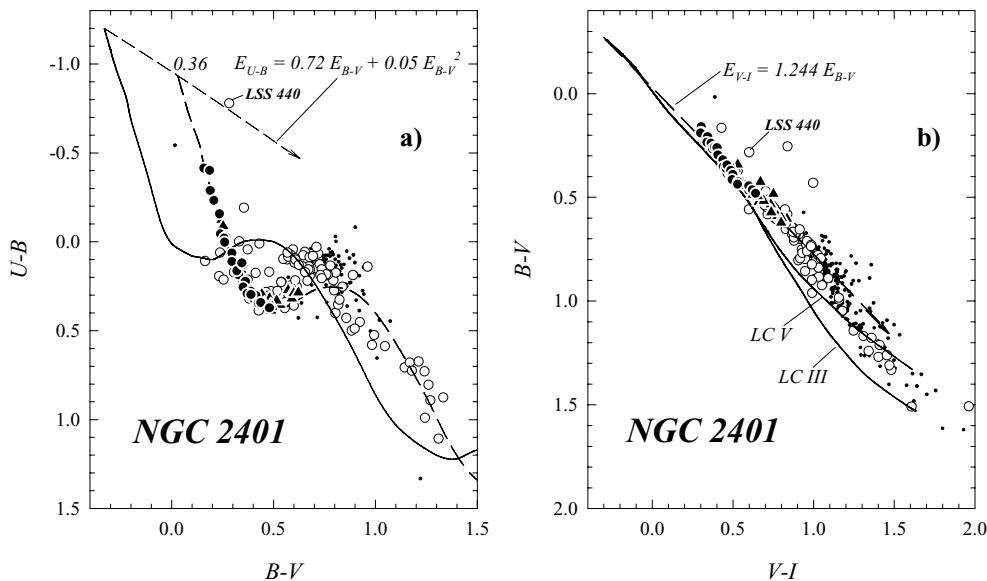 0.36
E_{U-B} = 0.72 E_{B-V} + 0.05 E_{B-V}^2
LSS 440
a)
NGC 2401
-1.0
-0.5
0.0
0.5
1.0
1.5
U-B
0.0
0.5
1.0
1.5
B-V
E_{V-I} = 1.244 E_{B-V}
LSS 440
b)
LC V
LC III
NGC 2401
0.0
0.5
1.0
1.5
2.0
B-V
0.0
0.5
1.0
1.5
2.0
V-I